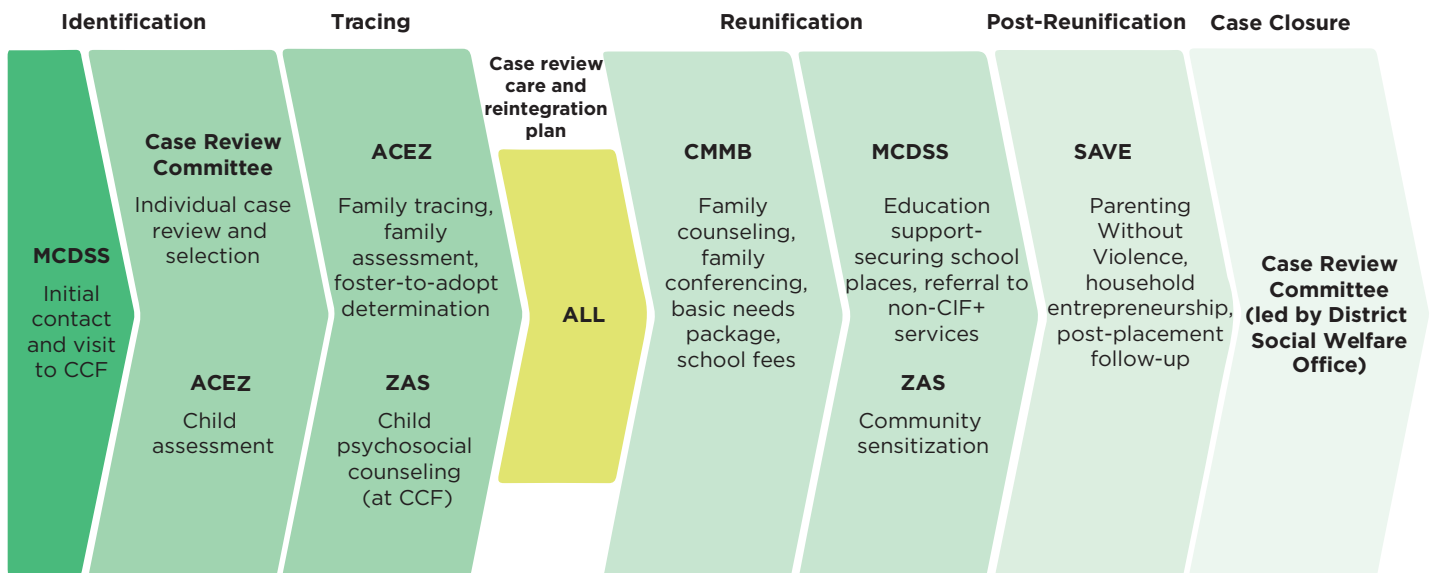 Identification
Tracing
Reunification
Post-Reunification
Case Closure
MCDSS
Initial
contact
and visit
to CCF
Case Review
Committee
Individual case
review and
selection
ACEZ
Child
assessment
ACEZ
Family tracing,
family
assessment,
foster-to-adopt
determination
ZAS
Child
psychosocial
counseling
(at CCF)
Case review
care and
reintegration
plan
ALL
CMMB
Family
counseling,
family
conferencing,
basic needs
package,
school fees
MCDSS
Education
support-
securing school
places, referral to
non-CIF+
services
ZAS
Community
sensitization
SAVE
Parenting
Without
Violence,
household
entrepreneurship,
post-placement
follow-up
Case Review
Committee
(led by District
Social Welfare
Office)